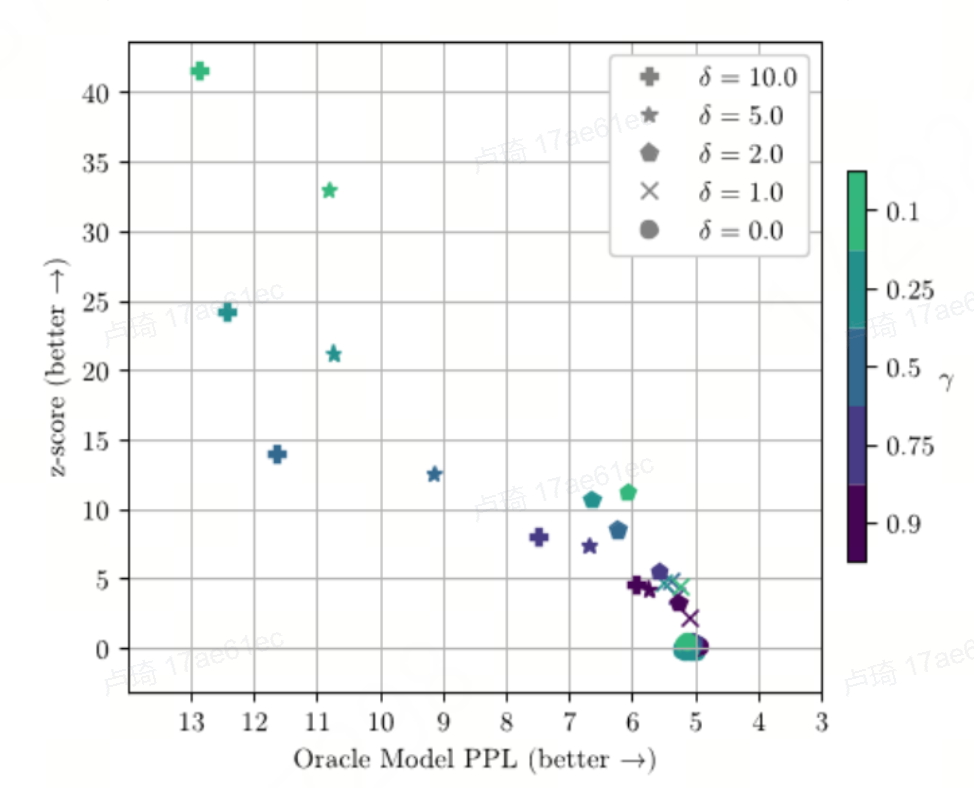 δ = 10.0
δ = 5.0
δ = 2.0
δ = 1.0
δ = 0.0
z-score (better →)
40
35
30
25
20
15
10
5
0
13 12 11 10 9 8 7 6 5 4 3
Oracle Model PPL (better →)
0.1
0.25
0.5
0.75
0.9
γ
卢琦 17ae61ec
卢琦 17ae61ec
卢琦 17ae61ec
卢琦 17ae61ec